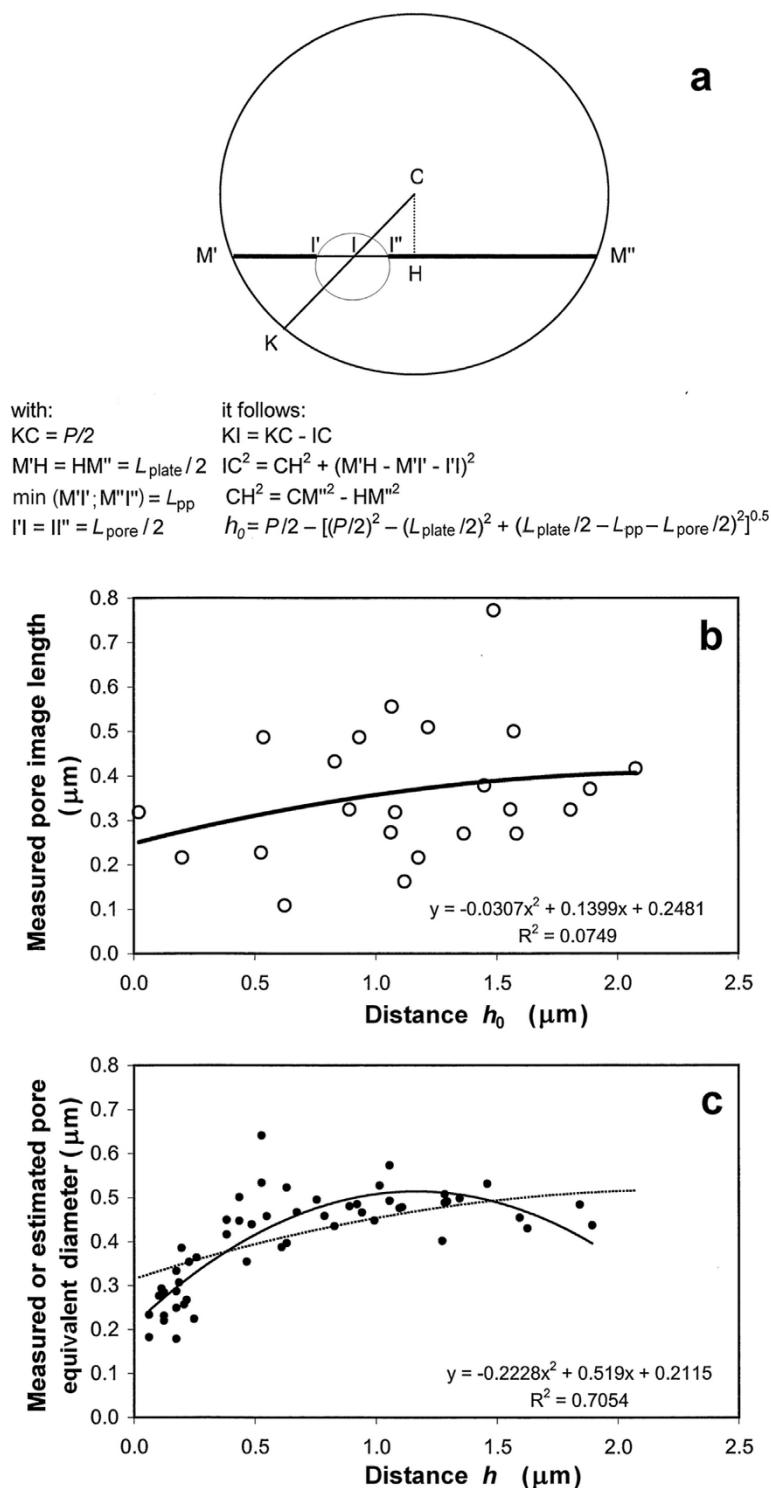 a
C
M' I' I I" M"
H
K
with: it follows:
KC = P/2 KI = KC - IC
M'H = HM" = L_plate / 2 IC² = CH² + (M'H - M'I' - I'I)²
min (M'I' ; M"I") = L_pp CH² = CM"² - HM"²
I'I = II" = L_pore / 2 h₀ = P/2 – [(P/2)² – (L_plate /2)² + (L_plate /2 – L_pp – L_pore /2)²]^0.5
b
Measured pore image length
(μm)
0.8
0.7
0.6
0.5
0.4
0.3
0.2
0.1
0.0
y = -0.0307x² + 0.1399x + 0.2481
R² = 0.0749
0.0 0.5 1.0 1.5 2.0 2.5
Distance h₀ (μm)
c
Measured or estimated pore
equivalent diameter (μm)
0.8
0.7
0.6
0.5
0.4
0.3
0.2
0.1
0.0
y = -0.2228x² + 0.519x + 0.2115
R² = 0.7054
0.0 0.5 1.0 1.5 2.0 2.5
Distance h (μm)